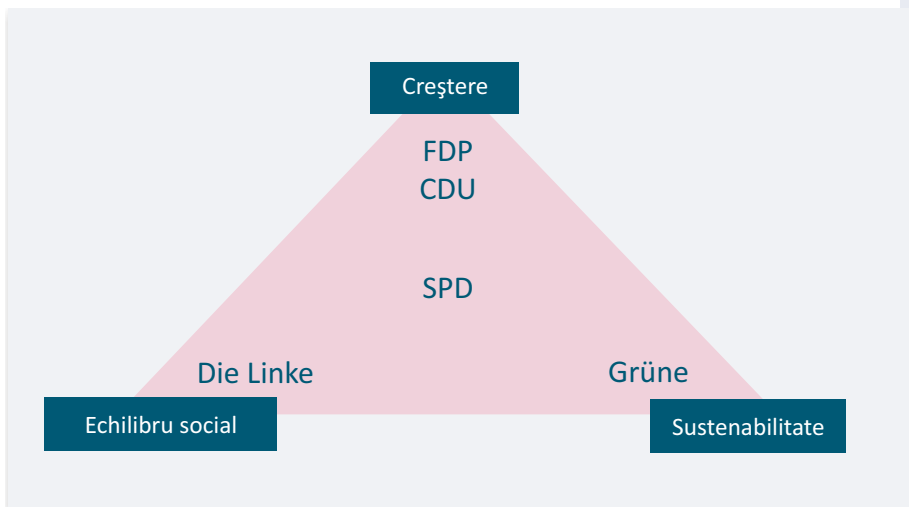 Creştere
FDP
CDU
SPD
Die Linke
Grüne
Echilibru social
Sustenabilitate